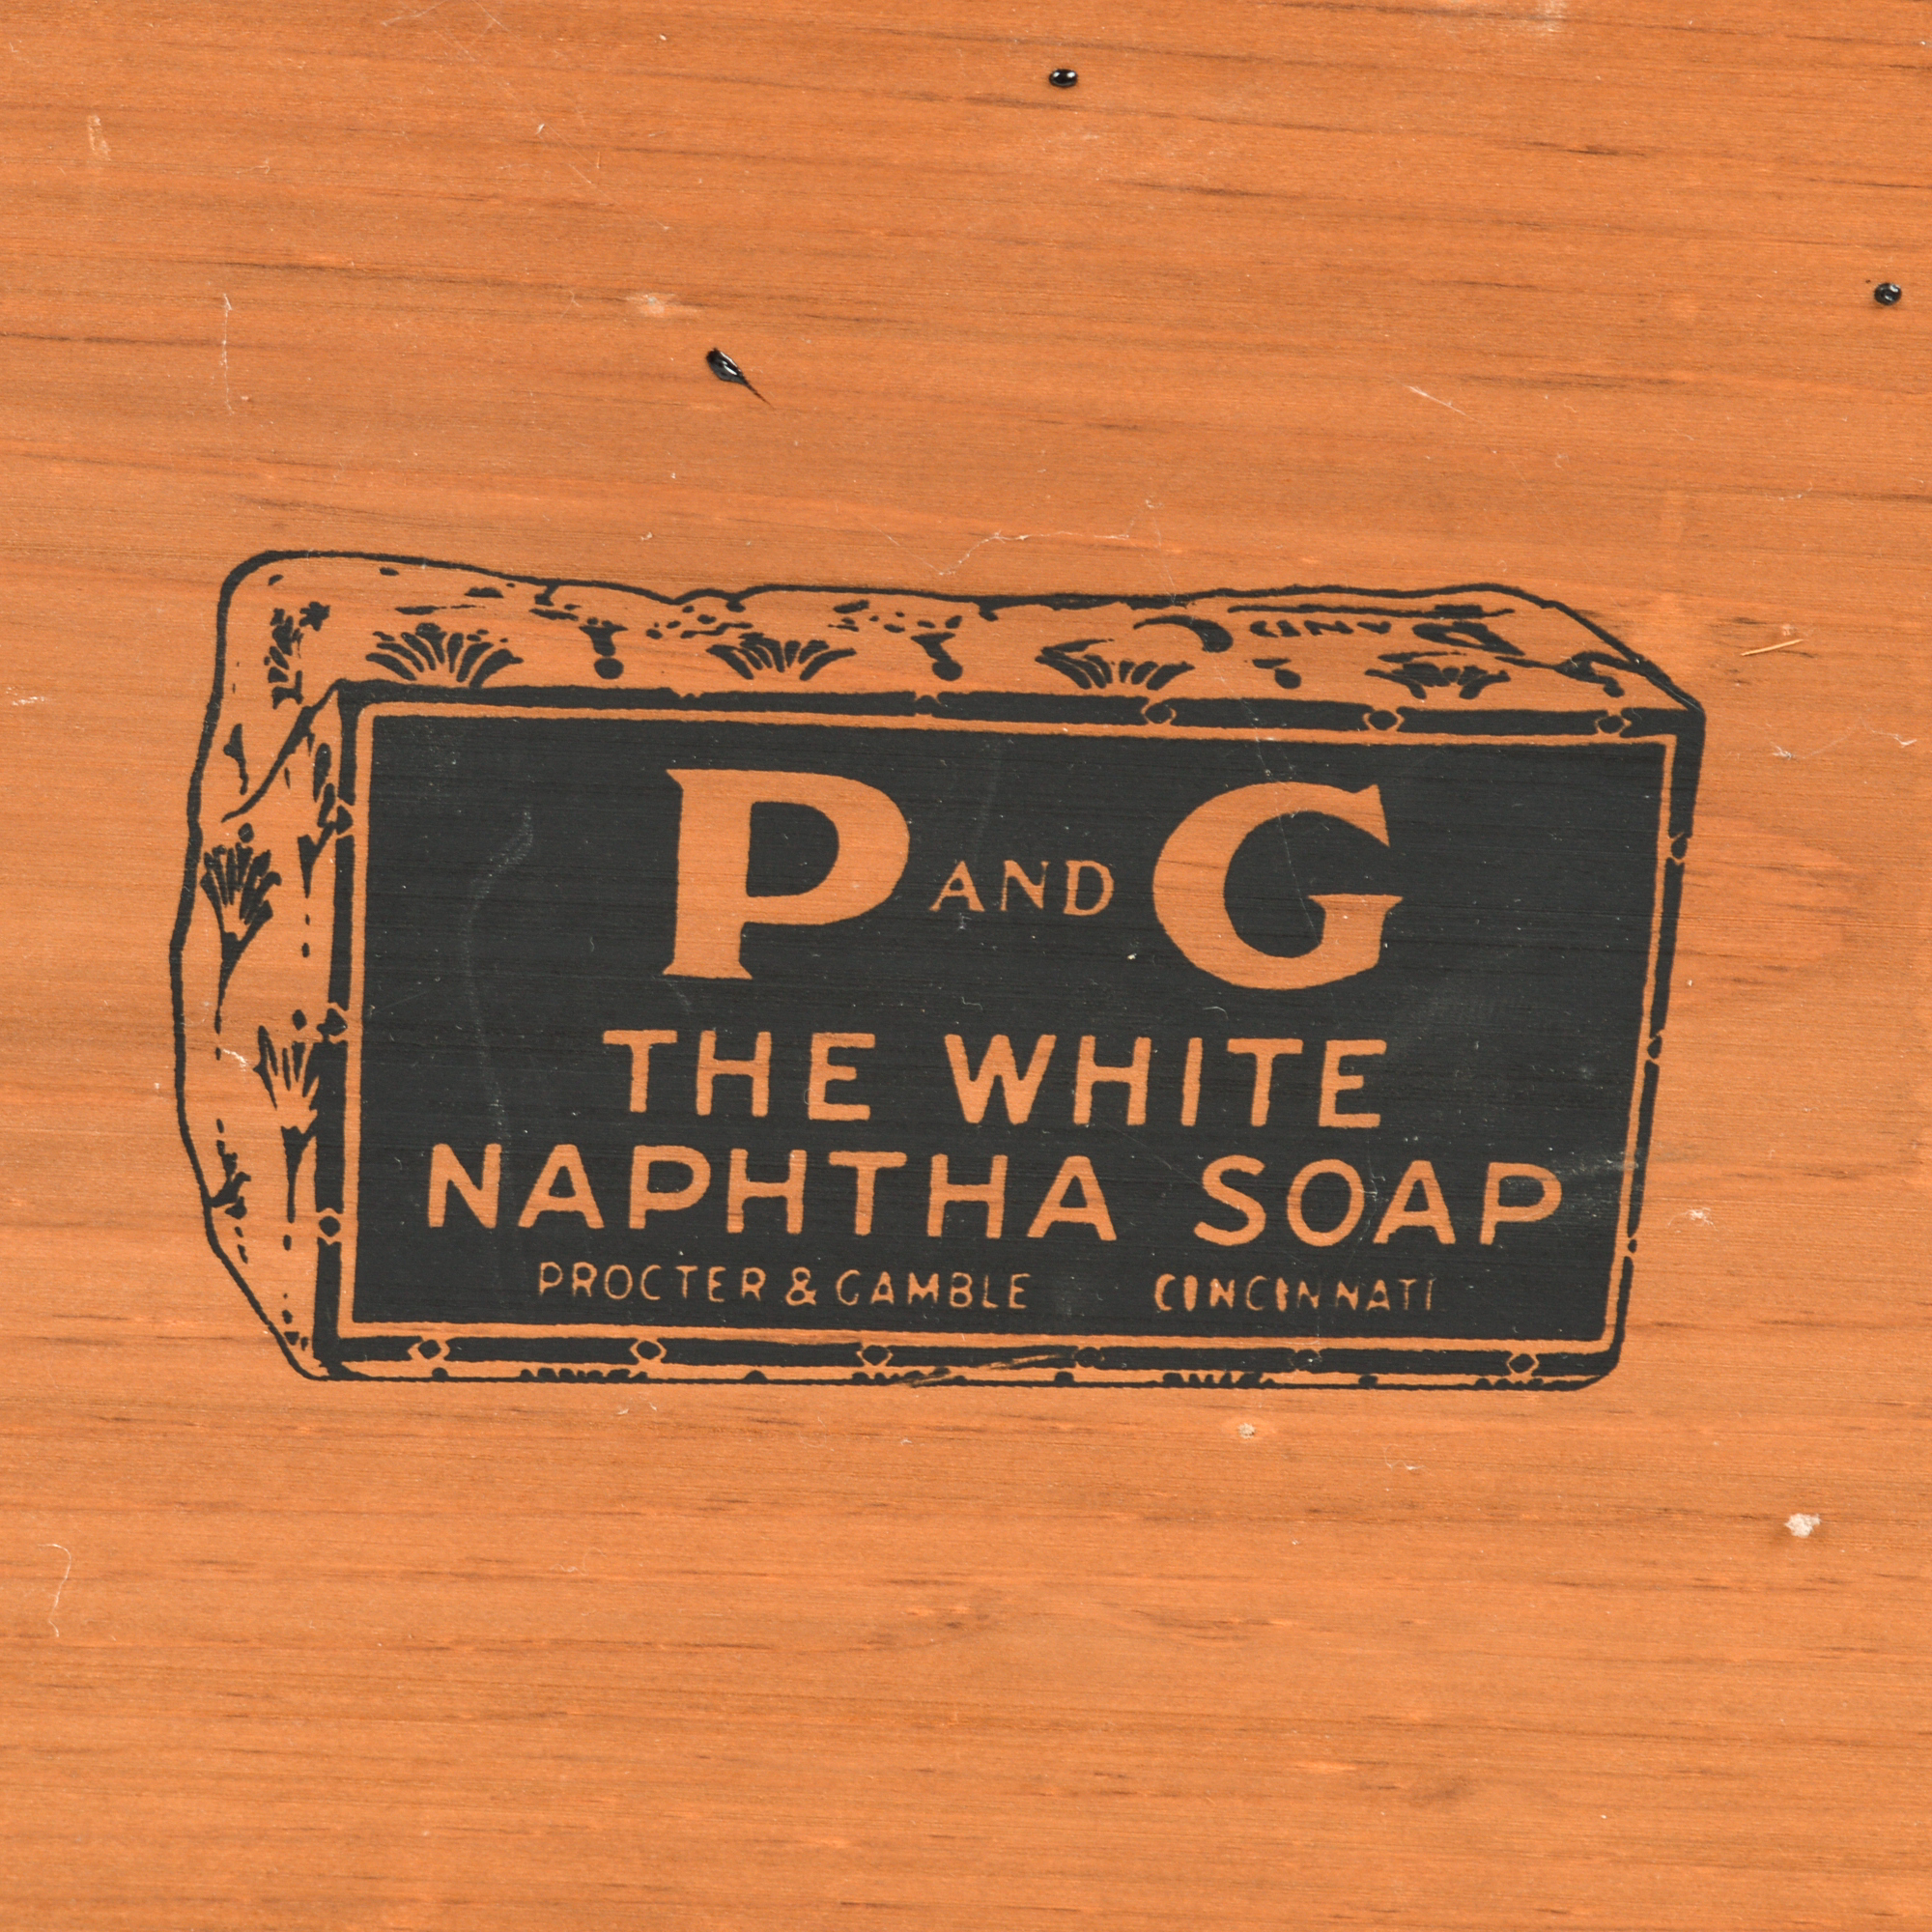 P AND G
THE WHITE
NAPHTHA SOAP
PROCTER & GAMBLE CINCINNATI